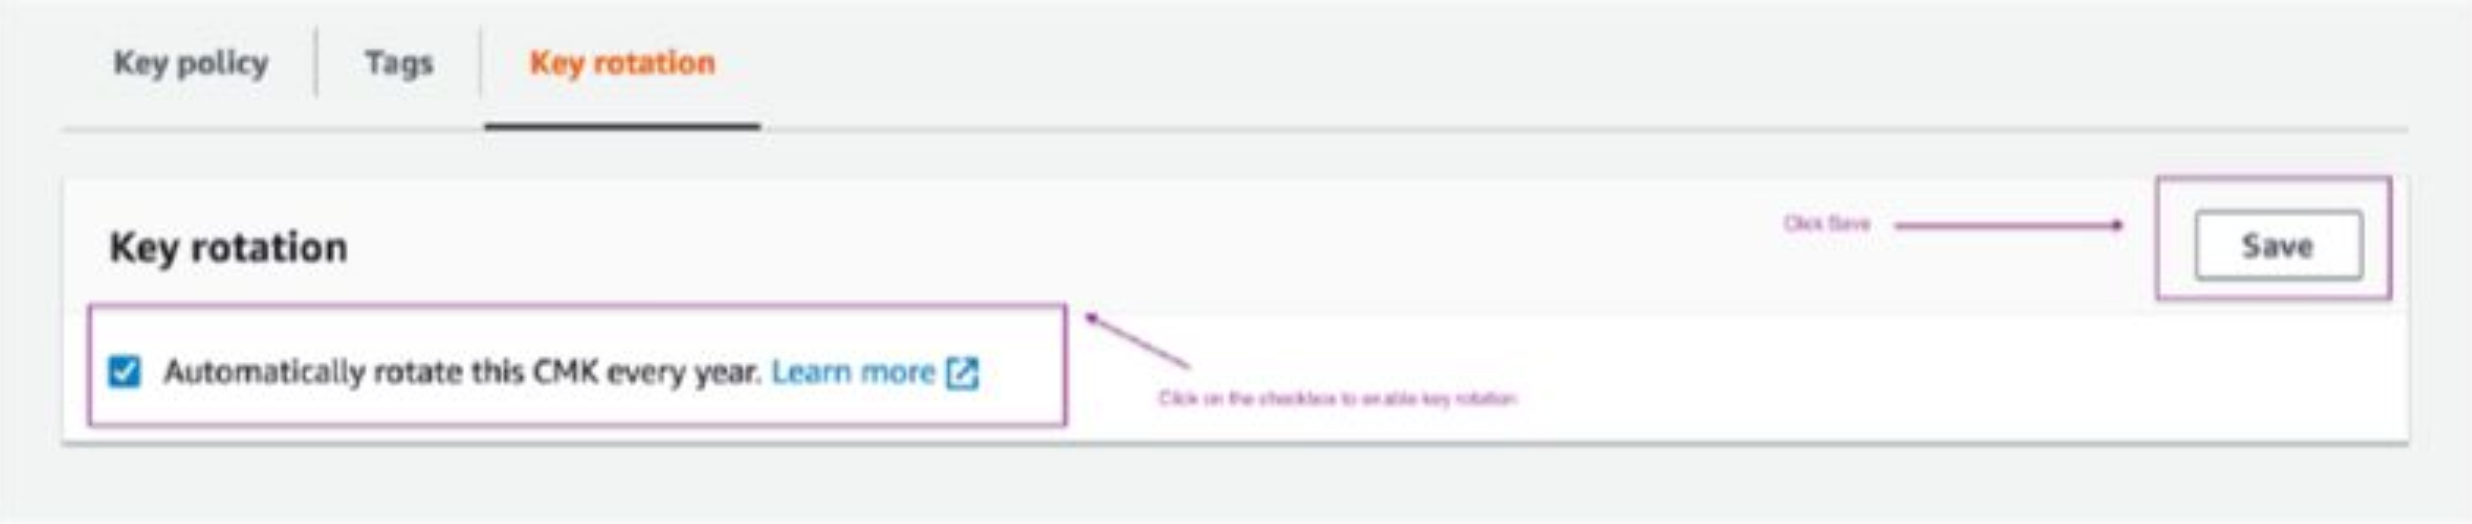 Key policy
Tags
Key rotation
Key rotation
Click Save
Save
Automatically rotate this CMK every year. Learn more
Click on the checkbox to enable key rotation